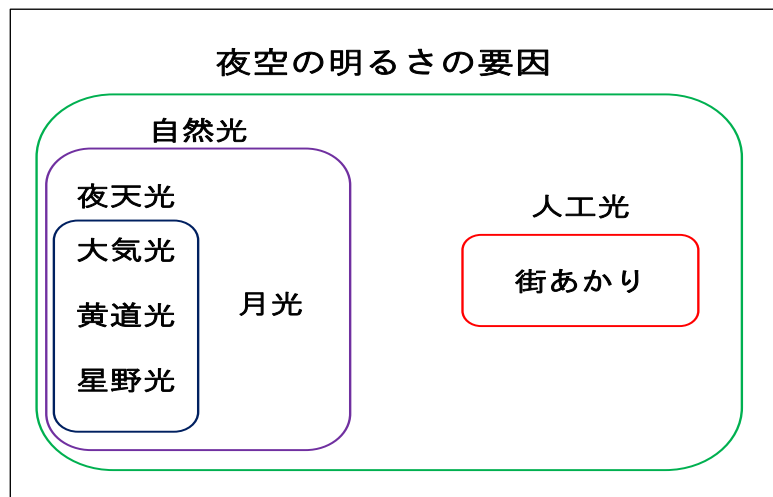 夜空の明るさの要因
自然光
夜天光
大気光
黄道光
星野光
月光
人工光
街あかり